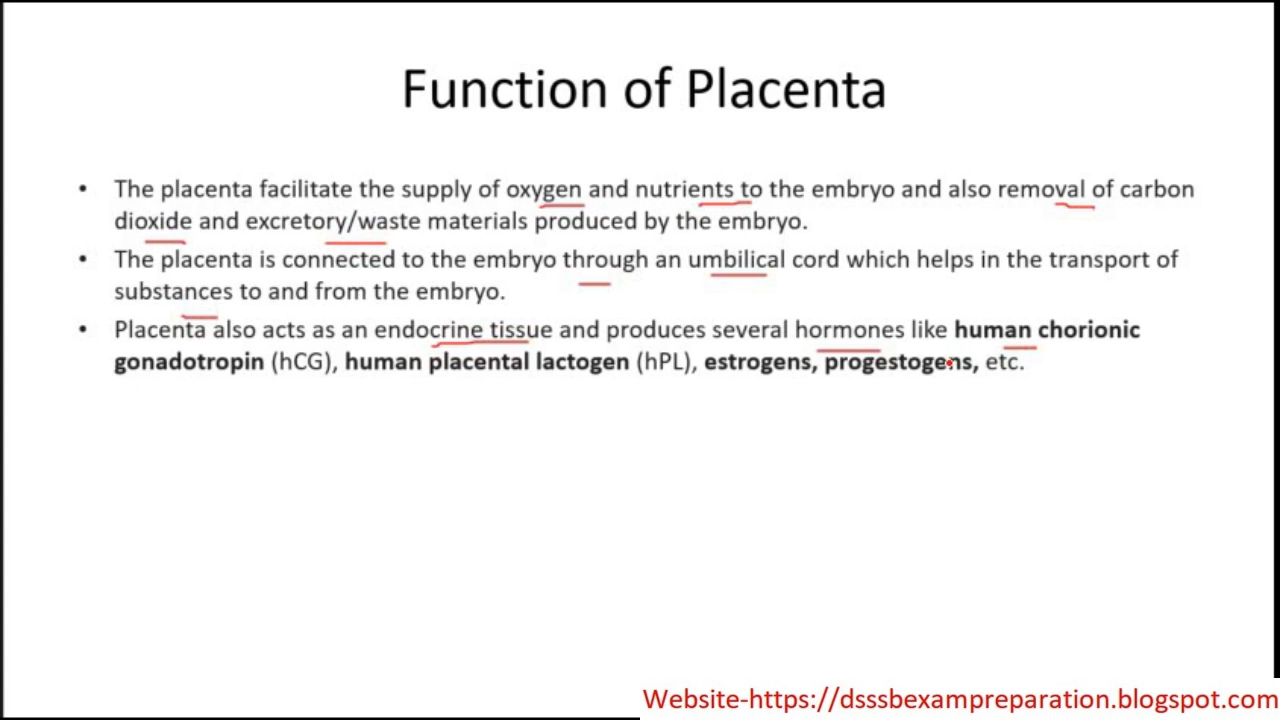 Function of Placenta
• The placenta facilitate the supply of oxygen and nutrients to the embryo and also removal of carbon
dioxide and excretory/waste materials produced by the embryo.
• The placenta is connected to the embryo through an umbilical cord which helps in the transport of
substances to and from the embryo.
• Placenta also acts as an endocrine tissue and produces several hormones like human chorionic
gonadotropin (hCG), human placental lactogen (hPL), estrogens, progestogens, etc.
Website-https://dsssbexampreparation.blogspot.com